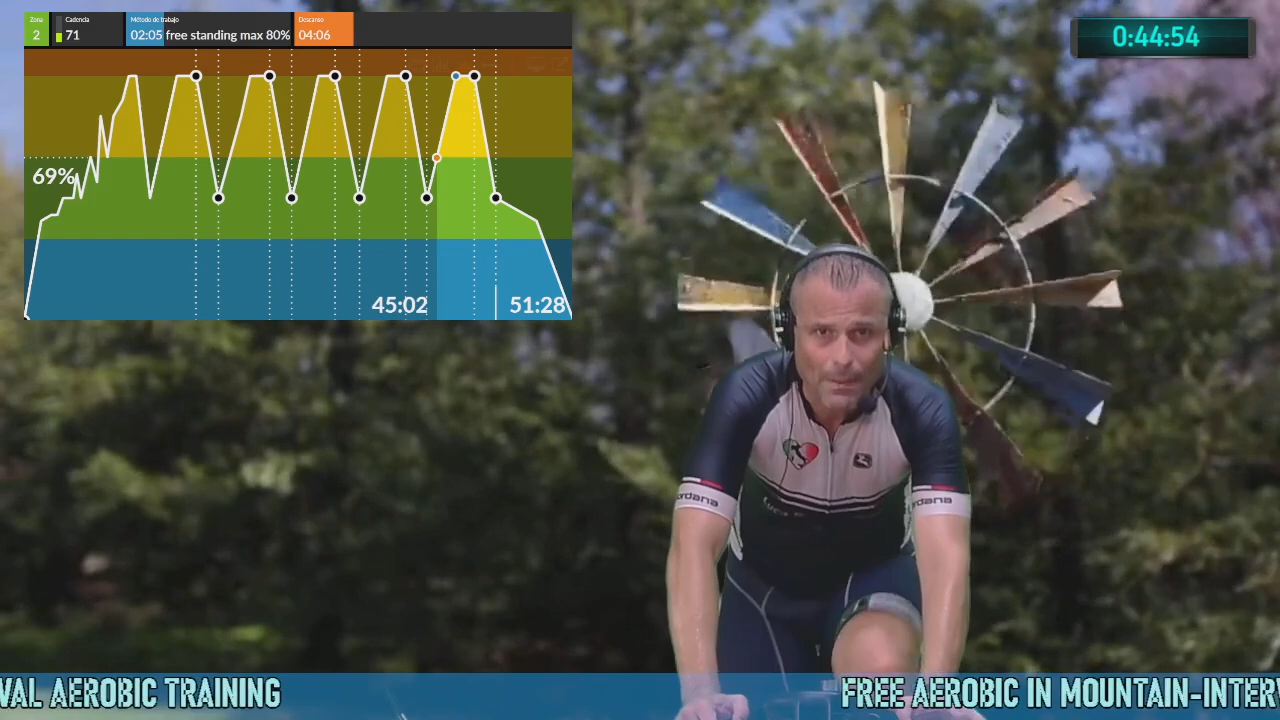 Zona
2
Cadencia
71
Método de trabajo
02:05 free standing max 80%
Descanso
04:06
0:44:54
69%
45:02
51:28
VAL AEROBIC TRAINING
FREE AEROBIC IN MOUNTAIN-INTERV